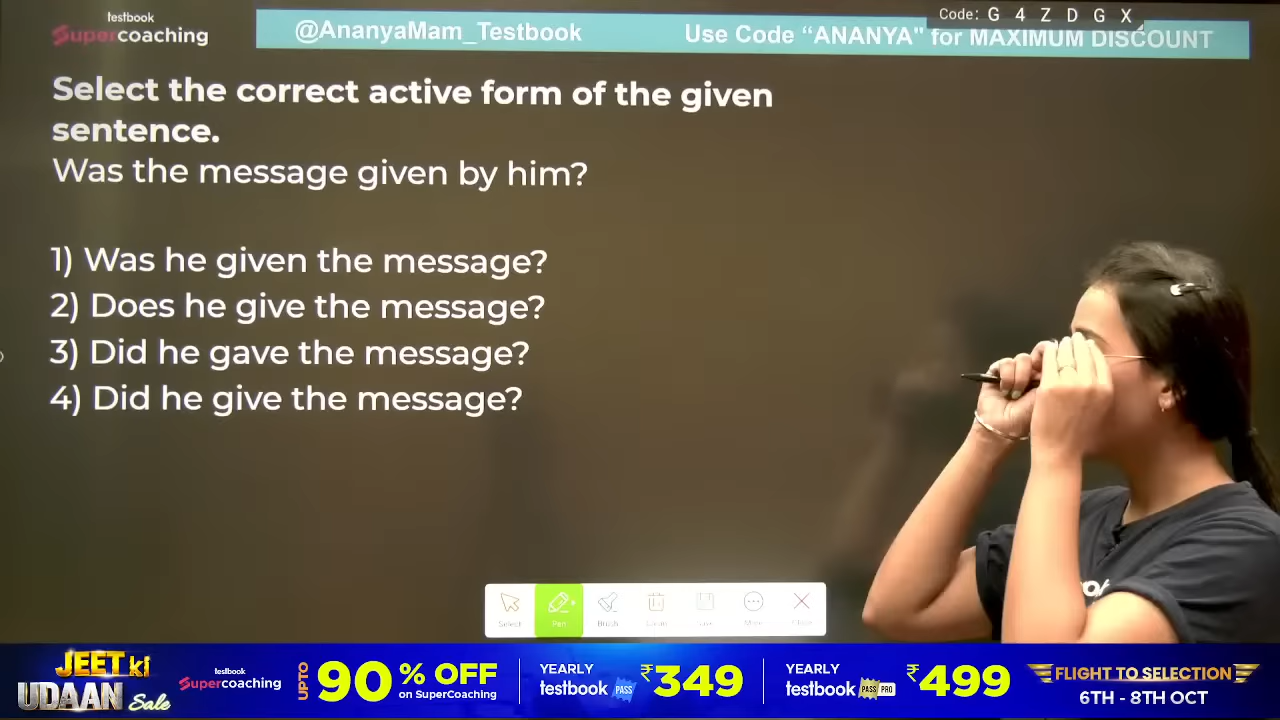 testbook
Supercoaching
@AnanyaMam_Testbook
Use Code “ANANYA" for MAXIMUM DISCOUNT
Code: G 4 Z D G X
Select the correct active form of the given
sentence.
Was the message given by him?
1) Was he given the message?
2) Does he give the message?
3) Did he gave the message?
4) Did he give the message?
Select
Pen
Brush
More
JEET ki
UDAAN Sale
testbook
Supercoaching
UPTO
90% OFF
on SuperCoaching
YEARLY
testbook PASS
₹349
YEARLY
testbook PASS PRO
₹499
FLIGHT TO SELECTION
6TH - 8TH OCT